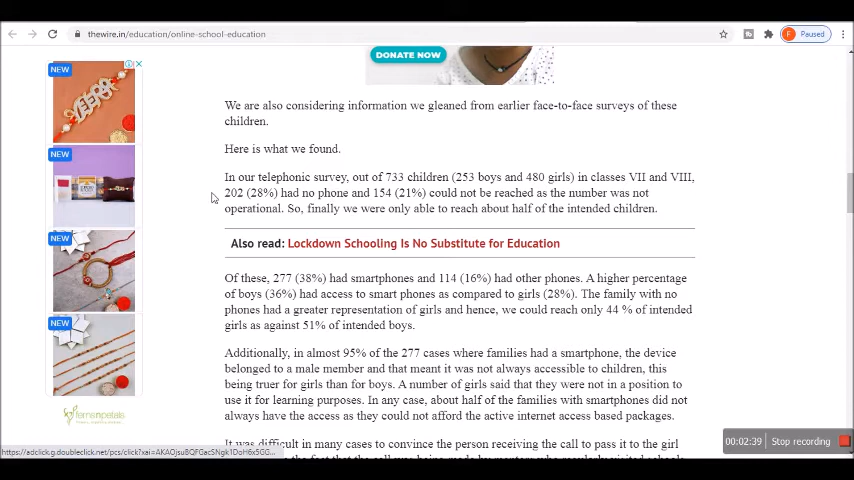 thewire.in/education/online-school-education
Paused
DONATE NOW
NEW
NEW
NEW
NEW
ferns n petals
We are also considering information we gleaned from earlier face-to-face surveys of these
children.
Here is what we found.
In our telephonic survey, out of 733 children (253 boys and 480 girls) in classes VII and VIII,
202 (28%) had no phone and 154 (21%) could not be reached as the number was not
operational. So, finally we were only able to reach about half of the intended children.
Also read: Lockdown Schooling Is No Substitute for Education
Of these, 277 (38%) had smartphones and 114 (16%) had other phones. A higher percentage
of boys (36%) had access to smart phones as compared to girls (28%). The family with no
phones had a greater representation of girls and hence, we could reach only 44 % of intended
girls as against 51% of intended boys.
Additionally, in almost 95% of the 277 cases where families had a smartphone, the device
belonged to a male member and that meant it was not always accessible to children, this
being truer for girls than for boys. A number of girls said that they were not in a position to
use it for learning purposes. In any case, about half of the families with smartphones did not
always have the access as they could not afford the active internet access based packages.
It was difficult in many cases to convince the person receiving the call to pass it to the girl
00:02:39 Stop recording